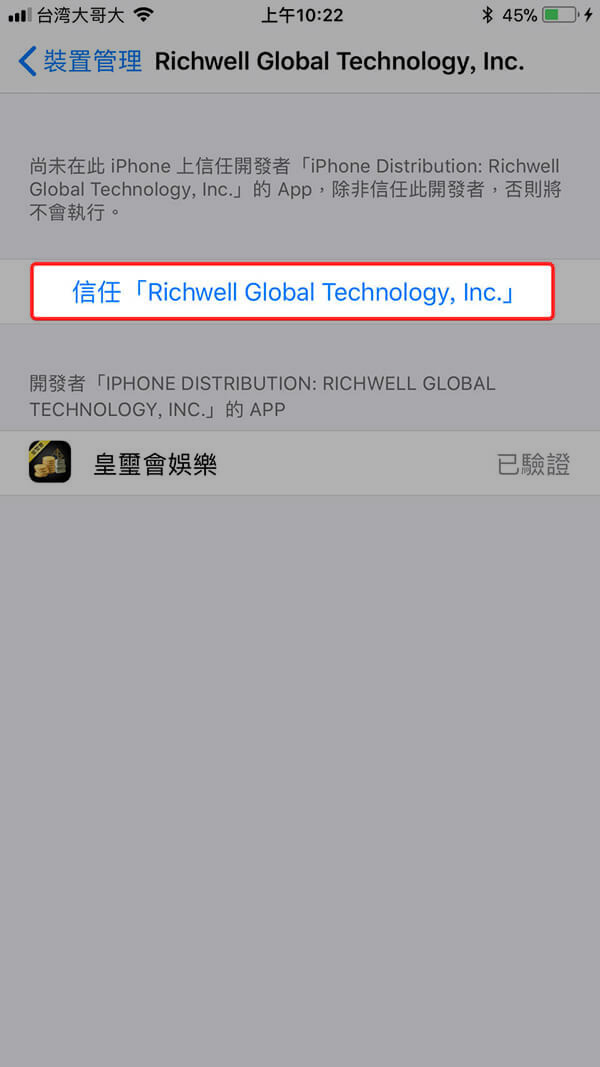 台湾大哥大 上午10:22 45%
裝置管理 Richwell Global Technology, Inc.
尚未在此 iPhone 上信任開發者「iPhone Distribution: Richwell
Global Technology, Inc.」的 App，除非信任此開發者，否則將
不會執行。
信任「Richwell Global Technology, Inc.」
開發者「IPHONE DISTRIBUTION: RICHWELL GLOBAL
TECHNOLOGY, INC.」的 APP
皇璽會娛樂 已驗證